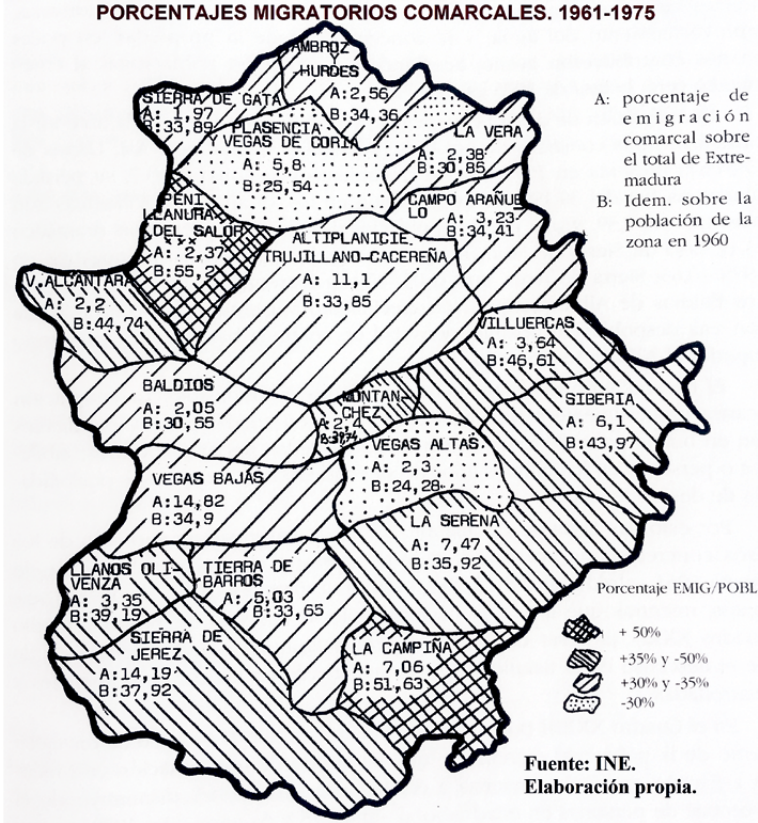 PORCENTAJES MIGRATORIOS COMARCALES. 1961-1975
AMBROZ
Y
-HURDES
A: 2,56
B: 34,36
SIERRA DE GATA
A: 1,97
B:33,89
PLASENCIA
Y VEGAS DE CORIA
A: 5,8
B:25,54
LA VERA
A: 2,38
B:30,85
PENI
LLANURA
DEL SALOR
A: 2,37
B:55,2
CAMPO ARAÑUE
LO
A: 3,23
B:34,41
ALTIPLANICIE
TRUJILLANO-CACEREÑA
A: 11,1
B:33,85
V.ALCANTARA
A: 2,2
B:44,74
VILLUERCAS
A: 3,64
B:46,61
BALDIOS
A: 2,05
B:30,55
MONTAN-
CHEZ
A: 2,4
SIBERIA
A: 6,1
B:43,97
VEGAS ALTAS
A: 2,3
B:24,28
VEGAS BAJAS
A:14,82
B:34,9
LA SERENA
A: 7,47
B:35,92
LLANOS OLI-
VENZA
A: 3,35
B:39,19
TIERRA DE
BARROS
A: 5,03
B:33,65
SIERRA DE
JEREZ
A:14,19
B:37,92
LA CAMPIÑA
A: 7,06
B:51,63
A: porcentaje de
emigración
comarcal sobre
el total de Extre-
madura
B: Idem. sobre la
población de la
zona en 1960
Porcentaje EMIG/POBL
+ 50%
+35% y -50%
+30% y -35%
-30%
Fuente: INE.
Elaboración propia.